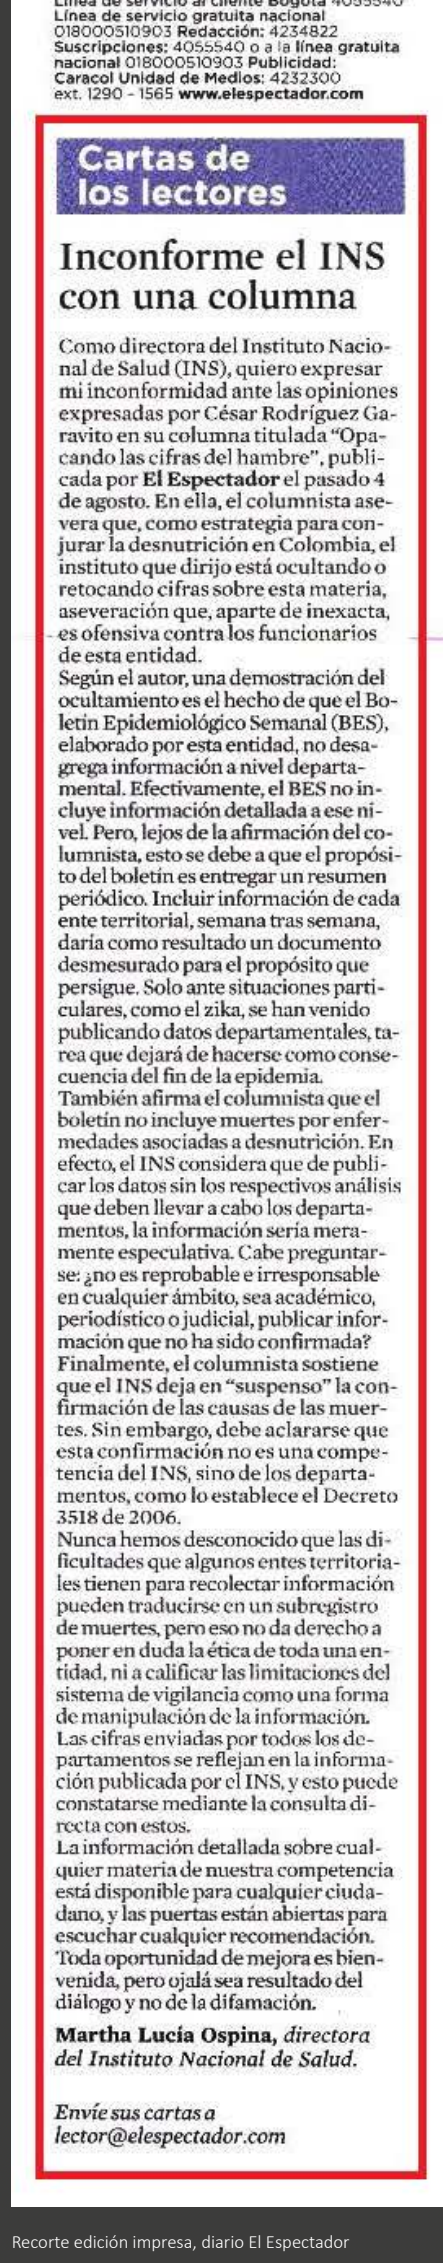 Línea de servicio al cliente Bogotá 4055540
Línea de servicio gratuita nacional
018000510903 Redacción: 4234822
Suscripciones: 4055540 o a la línea gratuita
nacional 018000510903 Publicidad:
Caracol Unidad de Medios: 4232300
ext. 1290 - 1565 www.elespectador.com
Cartas de
los lectores
Inconforme el INS
con una columna
Como directora del Instituto Nacio-
nal de Salud (INS), quiero expresar
mi inconformidad ante las opiniones
expresadas por César Rodríguez Ga-
ravito en su columna titulada “Opa-
cando las cifras del hambre”, publi-
cada por El Espectador el pasado 4
de agosto. En ella, el columnista ase-
vera que, como estrategia para con-
jurar la desnutrición en Colombia, el
instituto que dirijo está ocultando o
retocando cifras sobre esta materia,
aseveración que, aparte de inexacta,
es ofensiva contra los funcionarios
de esta entidad.
Según el autor, una demostración del
ocultamiento es el hecho de que el Bo-
letín Epidemiológico Semanal (BES),
elaborado por esta entidad, no desa-
grega información a nivel departa-
mental. Efectivamente, el BES no in-
cluye información detallada a ese ni-
vel. Pero, lejos de la afirmación del co-
lumnista, esto se debe a que el propósi-
to del boletín es entregar un resumen
periódico. Incluir información de cada
ente territorial, semana tras semana,
daría como resultado un documento
desmesurado para el propósito que
persigue. Solo ante situaciones parti-
culares, como el zika, se han venido
publicando datos departamentales, ta-
rea que dejará de hacerse como conse-
cuencia del fin de la epidemia.
También afirma el columnista que el
boletín no incluye muertes por enfer-
medades asociadas a desnutrición. En
efecto, el INS considera que de publi-
car los datos sin los respectivos análisis
que deben llevar a cabo los departa-
mentos, la información sería mera-
mente especulativa. Cabe preguntar-
se: ¿no es reprobable e irresponsable
en cualquier ámbito, sea académico,
periodístico o judicial, publicar infor-
mación que no ha sido confirmada?
Finalmente, el columnista sostiene
que el INS deja en “suspenso” la con-
firmación de las causas de las muer-
tes. Sin embargo, debe aclararse que
esta confirmación no es una compe-
tencia del INS, sino de los departa-
mentos, como lo establece el Decreto
3518 de 2006.
Nunca hemos desconocido que las di-
ficultades que algunos entes territoria-
les tienen para recolectar información
pueden traducirse en un subregistro
de muertes, pero eso no da derecho a
poner en duda la ética de toda una en-
tidad, ni a calificar las limitaciones del
sistema de vigilancia como una forma
de manipulación de la información.
Las cifras enviadas por todos los de-
partamentos se reflejan en la informa-
ción publicada por el INS, y esto puede
constatarse mediante la consulta di-
recta con estos.
La información detallada sobre cual-
quier materia de nuestra competencia
está disponible para cualquier ciuda-
dano, y las puertas están abiertas para
escuchar cualquier recomendación.
Toda oportunidad de mejora es bien-
venida, pero ojalá sea resultado del
diálogo y no de la difamación.
Martha Lucía Ospina, directora
del Instituto Nacional de Salud.
Envíe sus cartas a
lector@elespectador.com
Recorte edición impresa, diario El Espectador